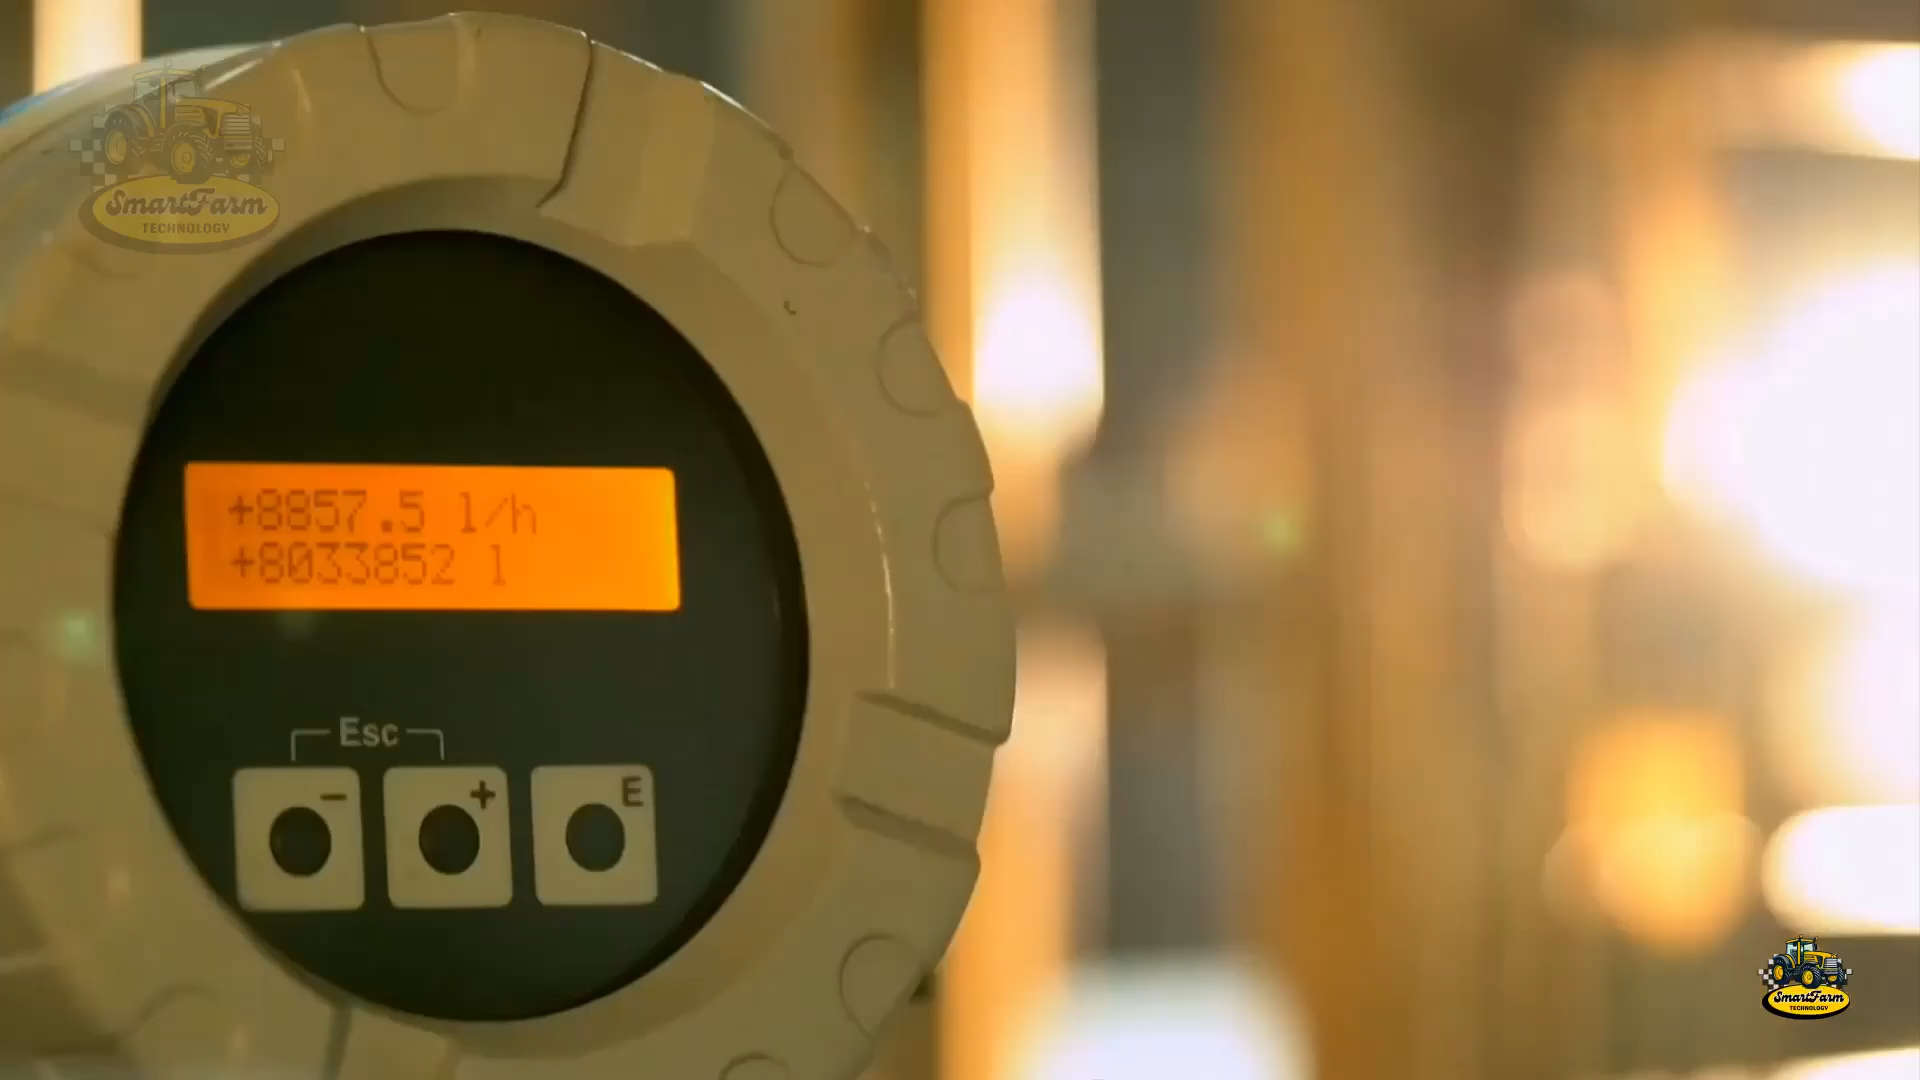 SmartFarm
TECHNOLOGY
+8857.5 l/h
+8033852 l
Esc
-
+
E
SmartFarm
TECHNOLOGY